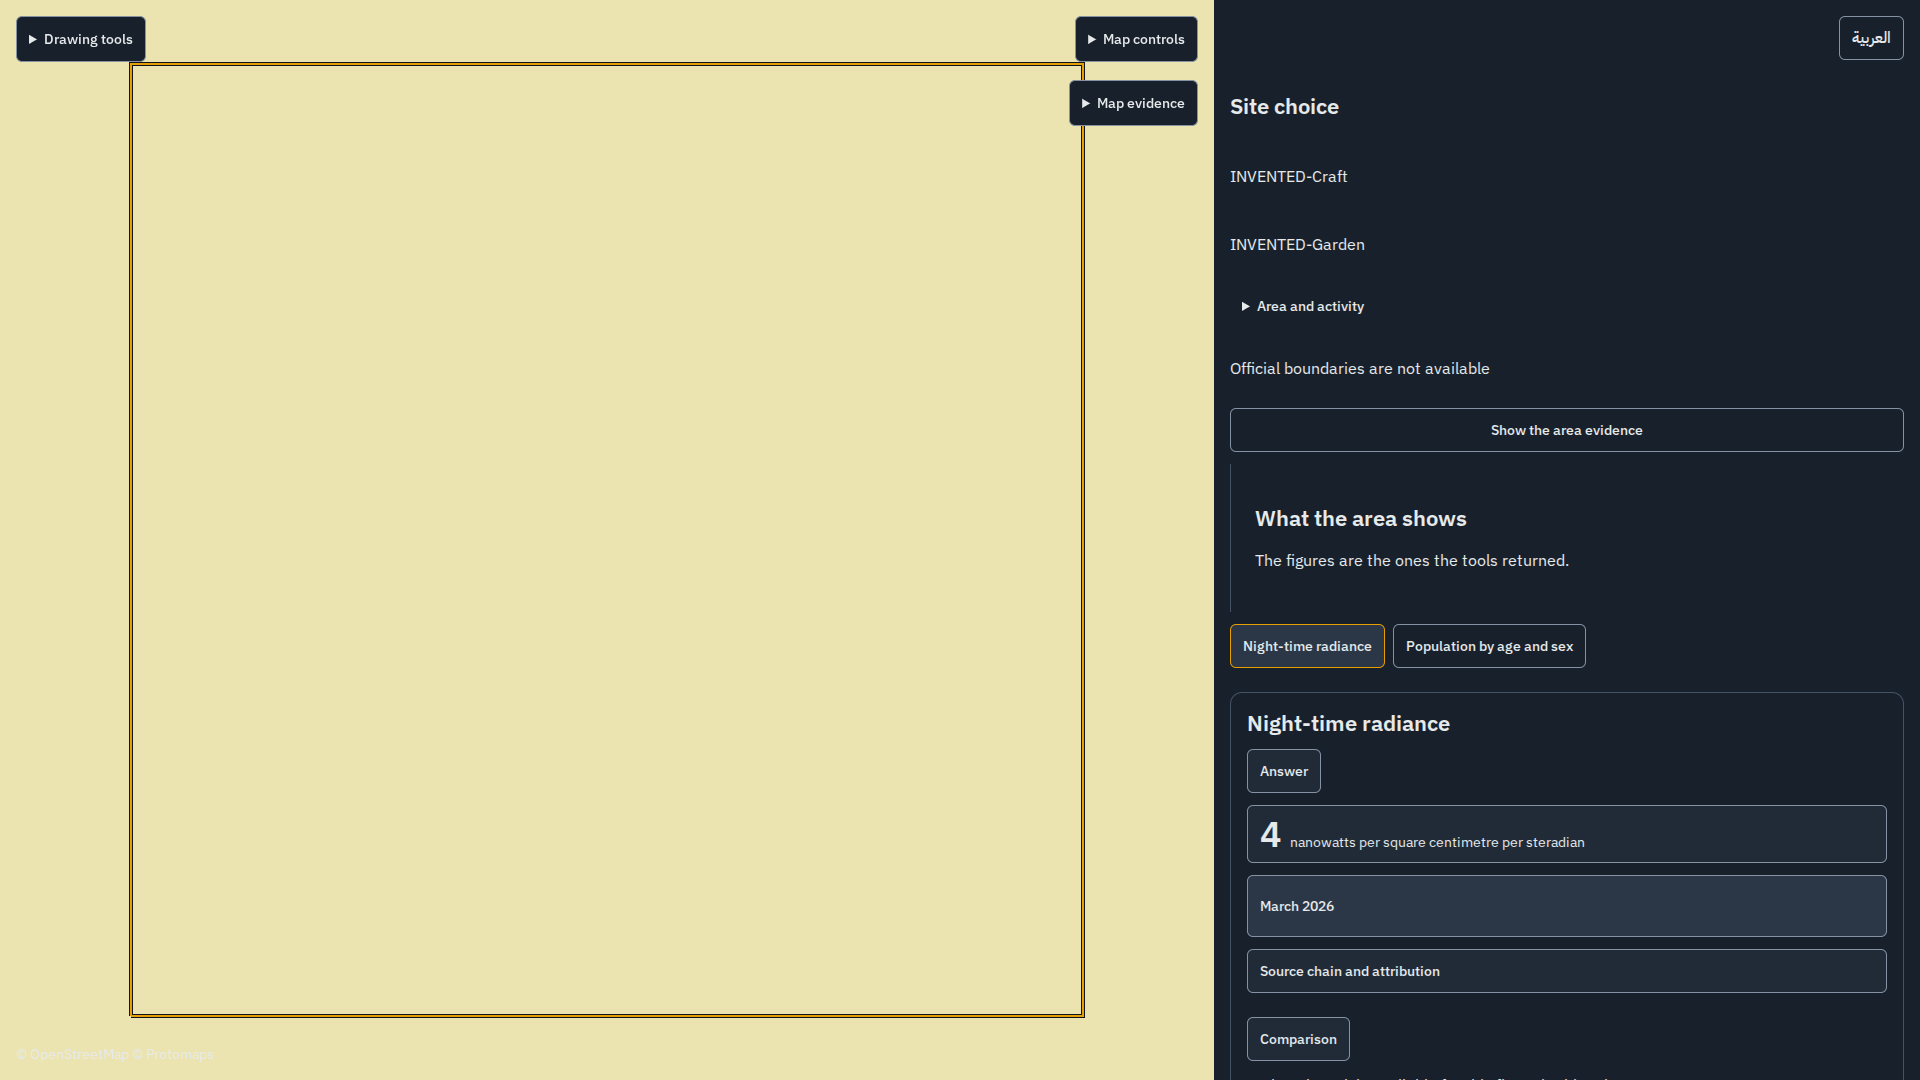 Drawing tools
Map controls
Map evidence
© OpenStreetMap © Protomaps
العربية
Site choice
INVENTED-Craft
INVENTED-Garden
Area and activity
Official boundaries are not available
Show the area evidence
What the area shows
The figures are the ones the tools returned.
Night-time radiance
Population by age and sex
Night-time radiance
Answer
4 nanowatts per square centimetre per steradian
March 2026
Source chain and attribution
Comparison